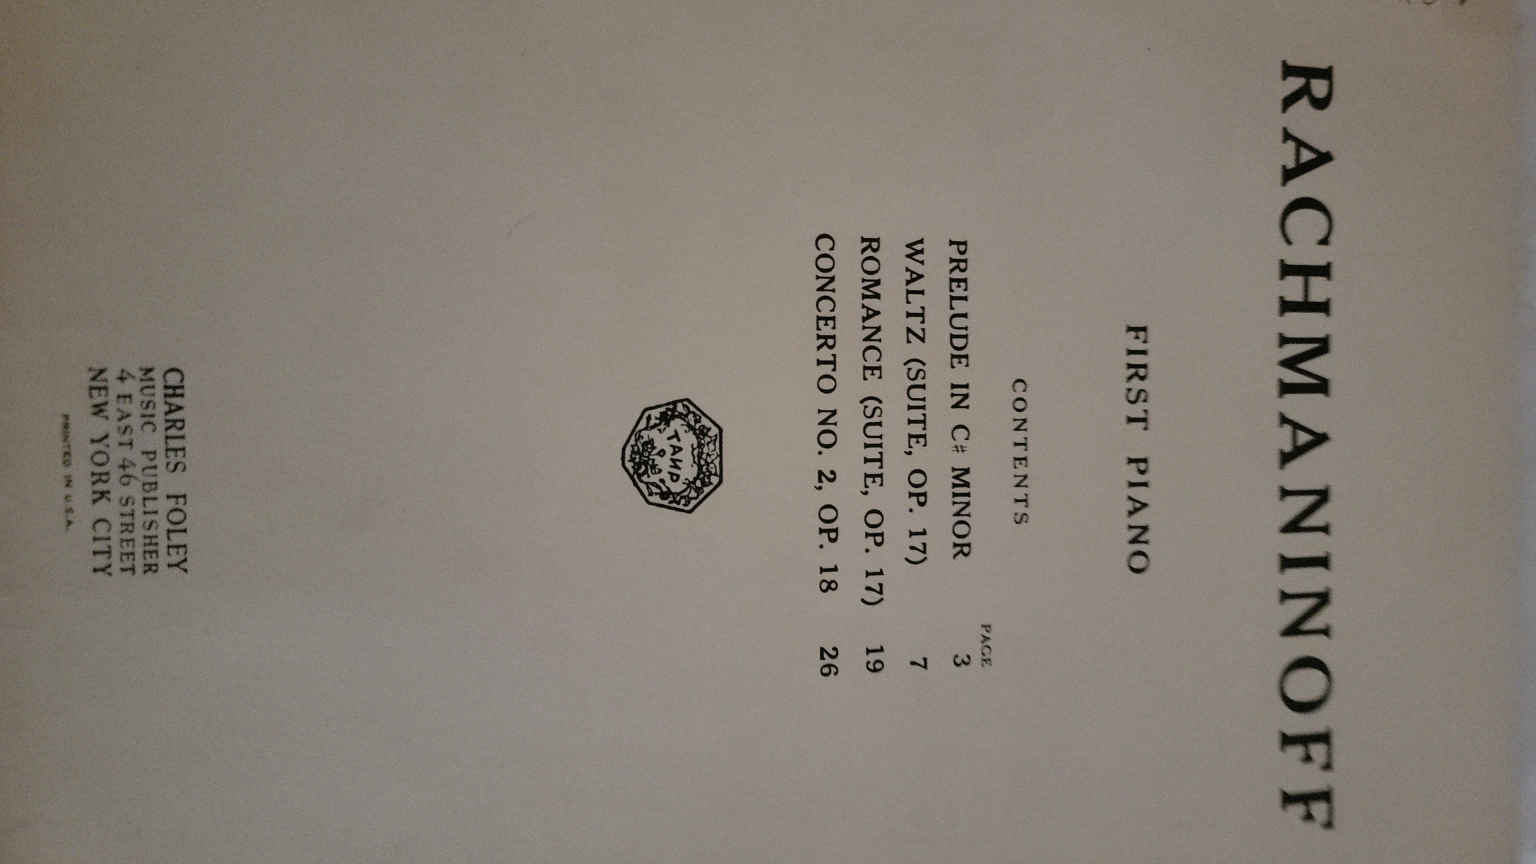 RACHMANINOFF
FIRST PIANO
CONTENTS
PAGE
PRELUDE IN C♯ MINOR 3
WALTZ (SUITE, OP. 17) 7
ROMANCE (SUITE, OP. 17) 19
CONCERTO NO. 2, OP. 18 26
ТАИР
CHARLES FOLEY
MUSIC PUBLISHER
4 EAST 46 STREET
NEW YORK CITY
PRINTED IN U.S.A.